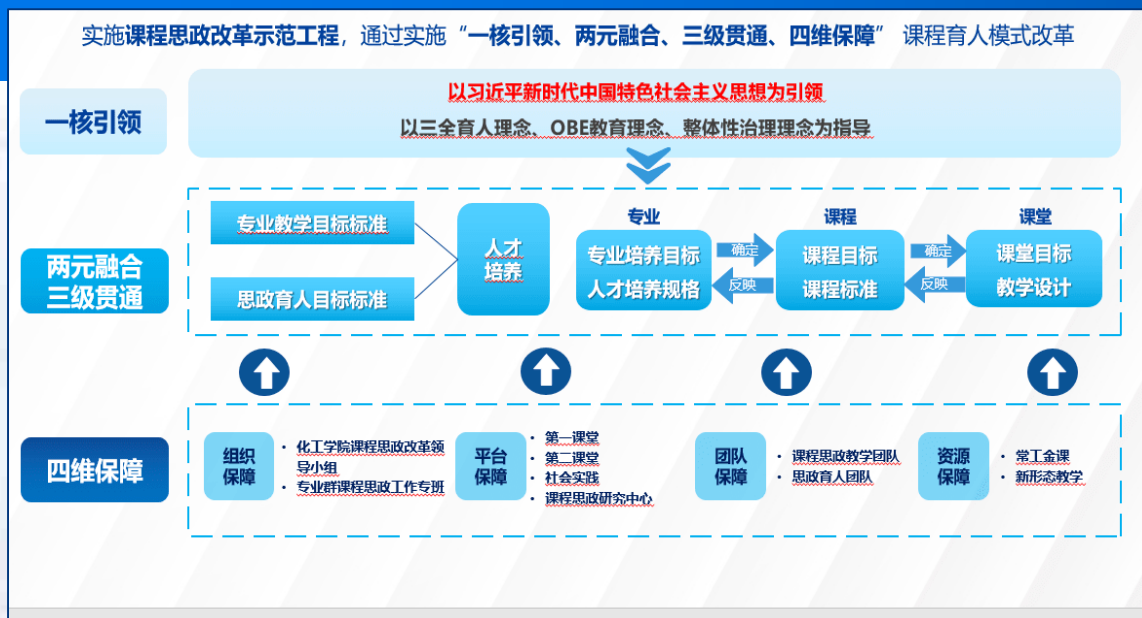 实施课程思政改革示范工程，通过实施“一核引领、两元融合、三级贯通、四维保障” 课程育人模式改革
一核引领
以习近平新时代中国特色社会主义思想为引领
以三全育人理念、OBE教育理念、整体性治理理念为指导
两元融合
三级贯通
专业教学目标标准
思政育人目标标准
人才
培养
专业
专业培养目标
人才培养规格
确定
反映
课程
课程目标
课程标准
确定
反映
课堂
课堂目标
教学设计
四维保障
组织
保障
• 化工学院课程思政改革领
导小组
• 专业群课程思政工作专班
平台
保障
• 第一课堂
• 第二课堂
• 社会实践
• 课程思政研究中心
团队
保障
• 课程思政教学团队
• 思政育人团队
资源
保障
• 常工金课
• 新形态教学